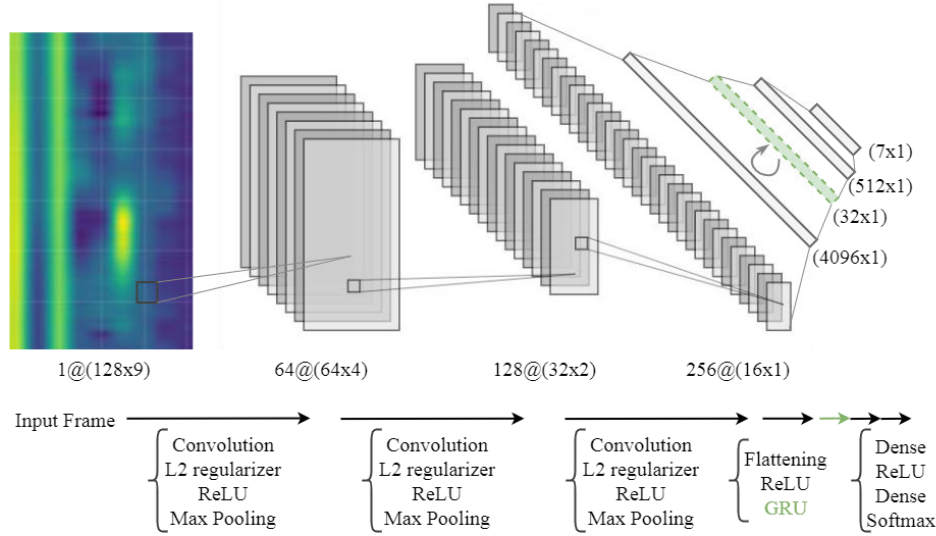 (7x1)
(512x1)
(32x1)
(4096x1)
1@(128x9)
64@(64x4)
128@(32x2)
256@(16x1)
Input Frame
Convolution
L2 regularizer
ReLU
Max Pooling
Convolution
L2 regularizer
ReLU
Max Pooling
Convolution
L2 regularizer
ReLU
Max Pooling
Flattening
ReLU
GRU
Dense
ReLU
Dense
Softmax